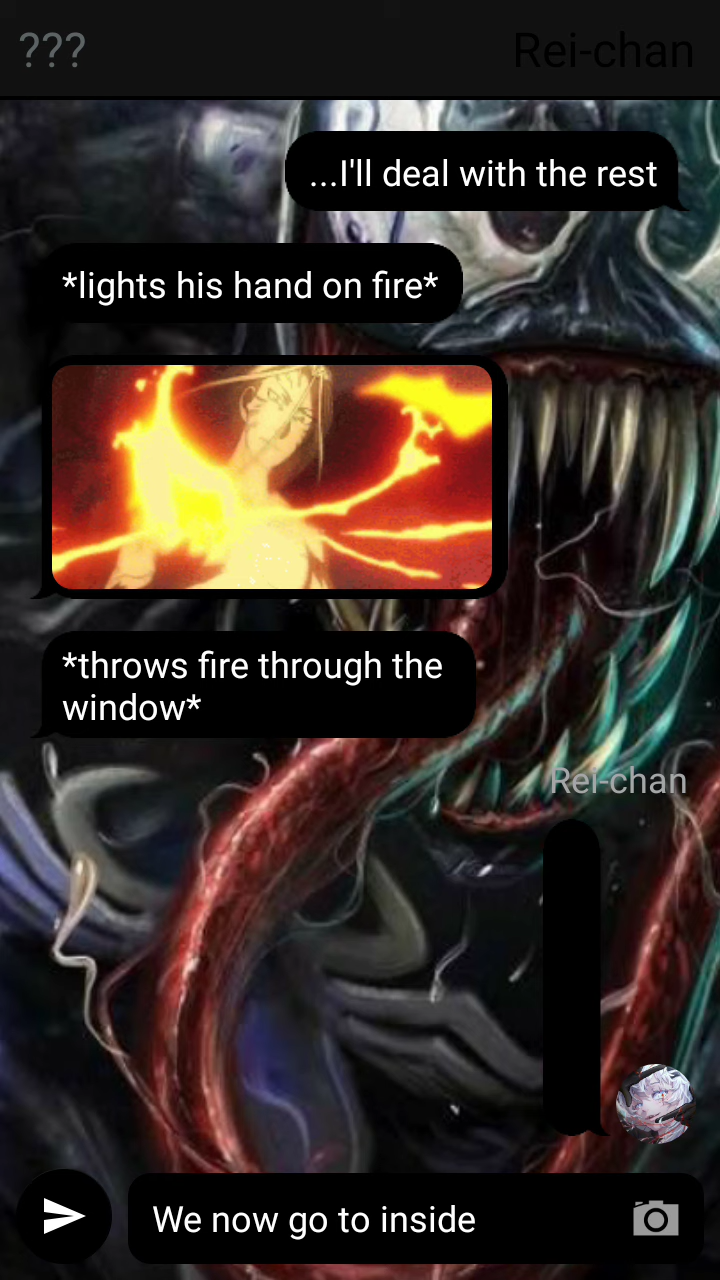 ???
Rei-chan
...I'll deal with the rest
*lights his hand on fire*
*throws fire through the
window*
Rei-chan
We now go to inside